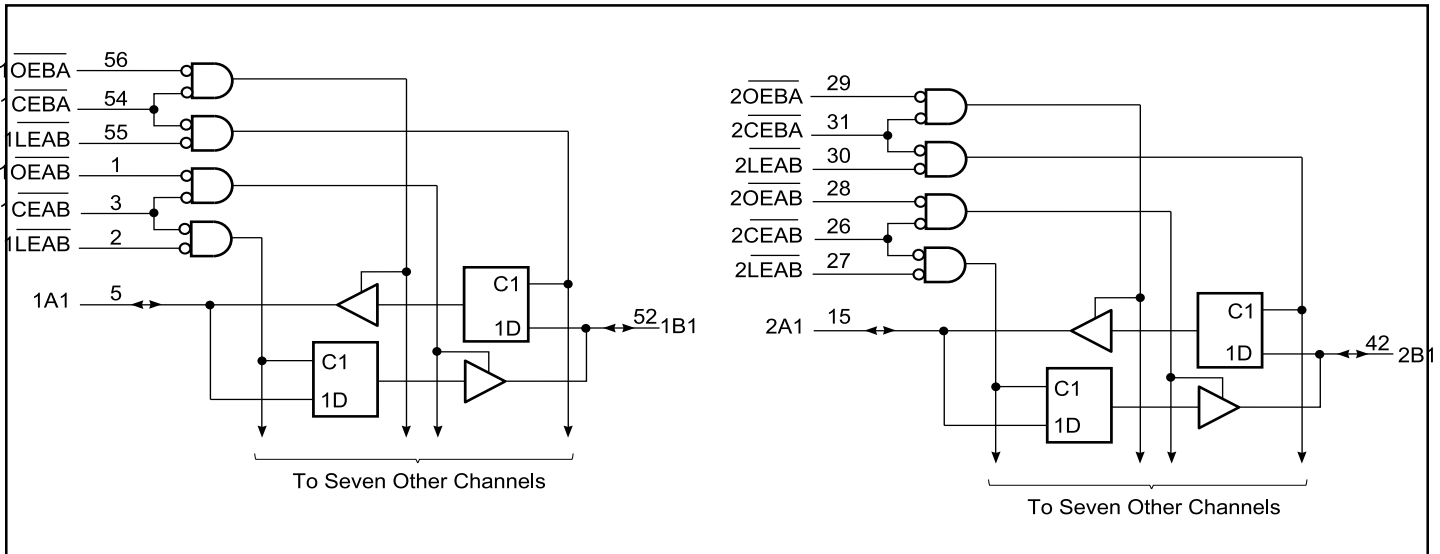 1OEBA 56
1CEBA 54
1LEAB 55
1OEAB 1
1CEAB 3
1LEAB 2
1A1 5
C1
1D
52 1B1
C1
1D
To Seven Other Channels
2OEBA 29
2CEBA 31
2LEAB 30
2OEAB 28
2CEAB 26
2LEAB 27
2A1 15
C1
1D
42 2B1
C1
1D
To Seven Other Channels